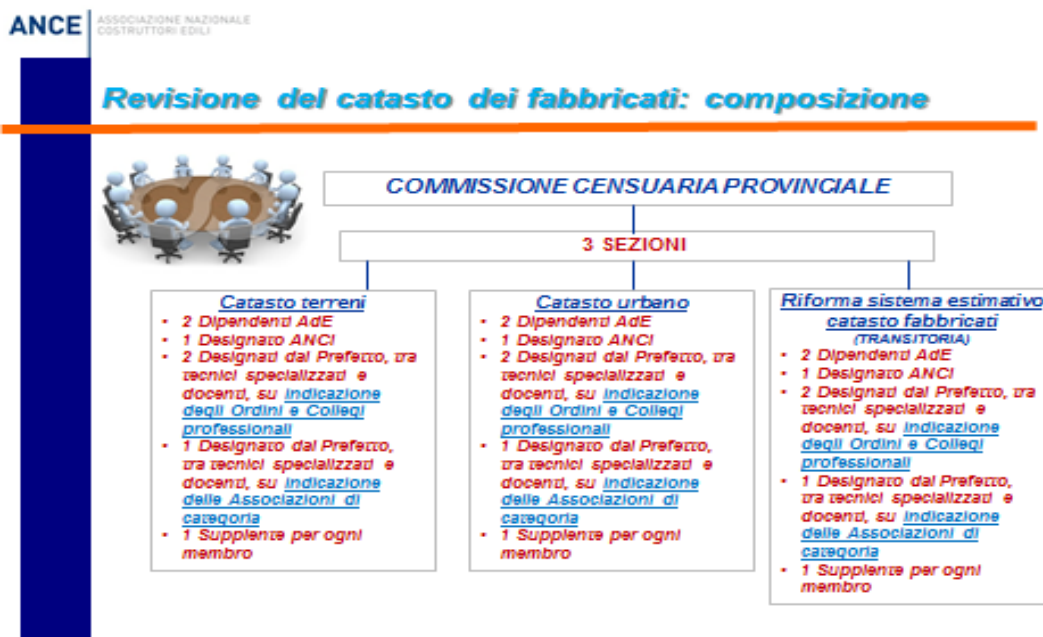 ANCE
ASSOCIAZIONE NAZIONALE
COSTRUTTORI EDILI
Revisione del catasto dei fabbricati: composizione
COMMISSIONE CENSUARIA PROVINCIALE
3 SEZIONI
Catasto terreni
• 2 Dipendenti AdE
• 1 Designato ANCI
• 2 Designati dal Prefetto, tra
tecnici specializzati e
docenti, su indicazione
degli Ordini e Collegi
professionali
• 1 Designato dal Prefetto,
tra tecnici specializzati e
docenti, su indicazione
delle Associazioni di
categoria
• 1 Supplente per ogni
membro
Catasto urbano
• 2 Dipendenti AdE
• 1 Designato ANCI
• 2 Designati dal Prefetto, tra
tecnici specializzati e
docenti, su indicazione
degli Ordini e Collegi
professionali
• 1 Designato dal Prefetto,
tra tecnici specializzati e
docenti, su indicazione
delle Associazioni di
categoria
• 1 Supplente per ogni
membro
Riforma sistema estimativo
catasto fabbricati
(TRANSITORIA)
• 2 Dipendenti AdE
• 1 Designato ANCI
• 2 Designati dal Prefetto, tra
tecnici specializzati e
docenti, su indicazione
degli Ordini e Collegi
professionali
• 1 Designato dal Prefetto,
tra tecnici specializzati e
docenti, su indicazione
delle Associazioni di
categoria
• 1 Supplente per ogni
membro